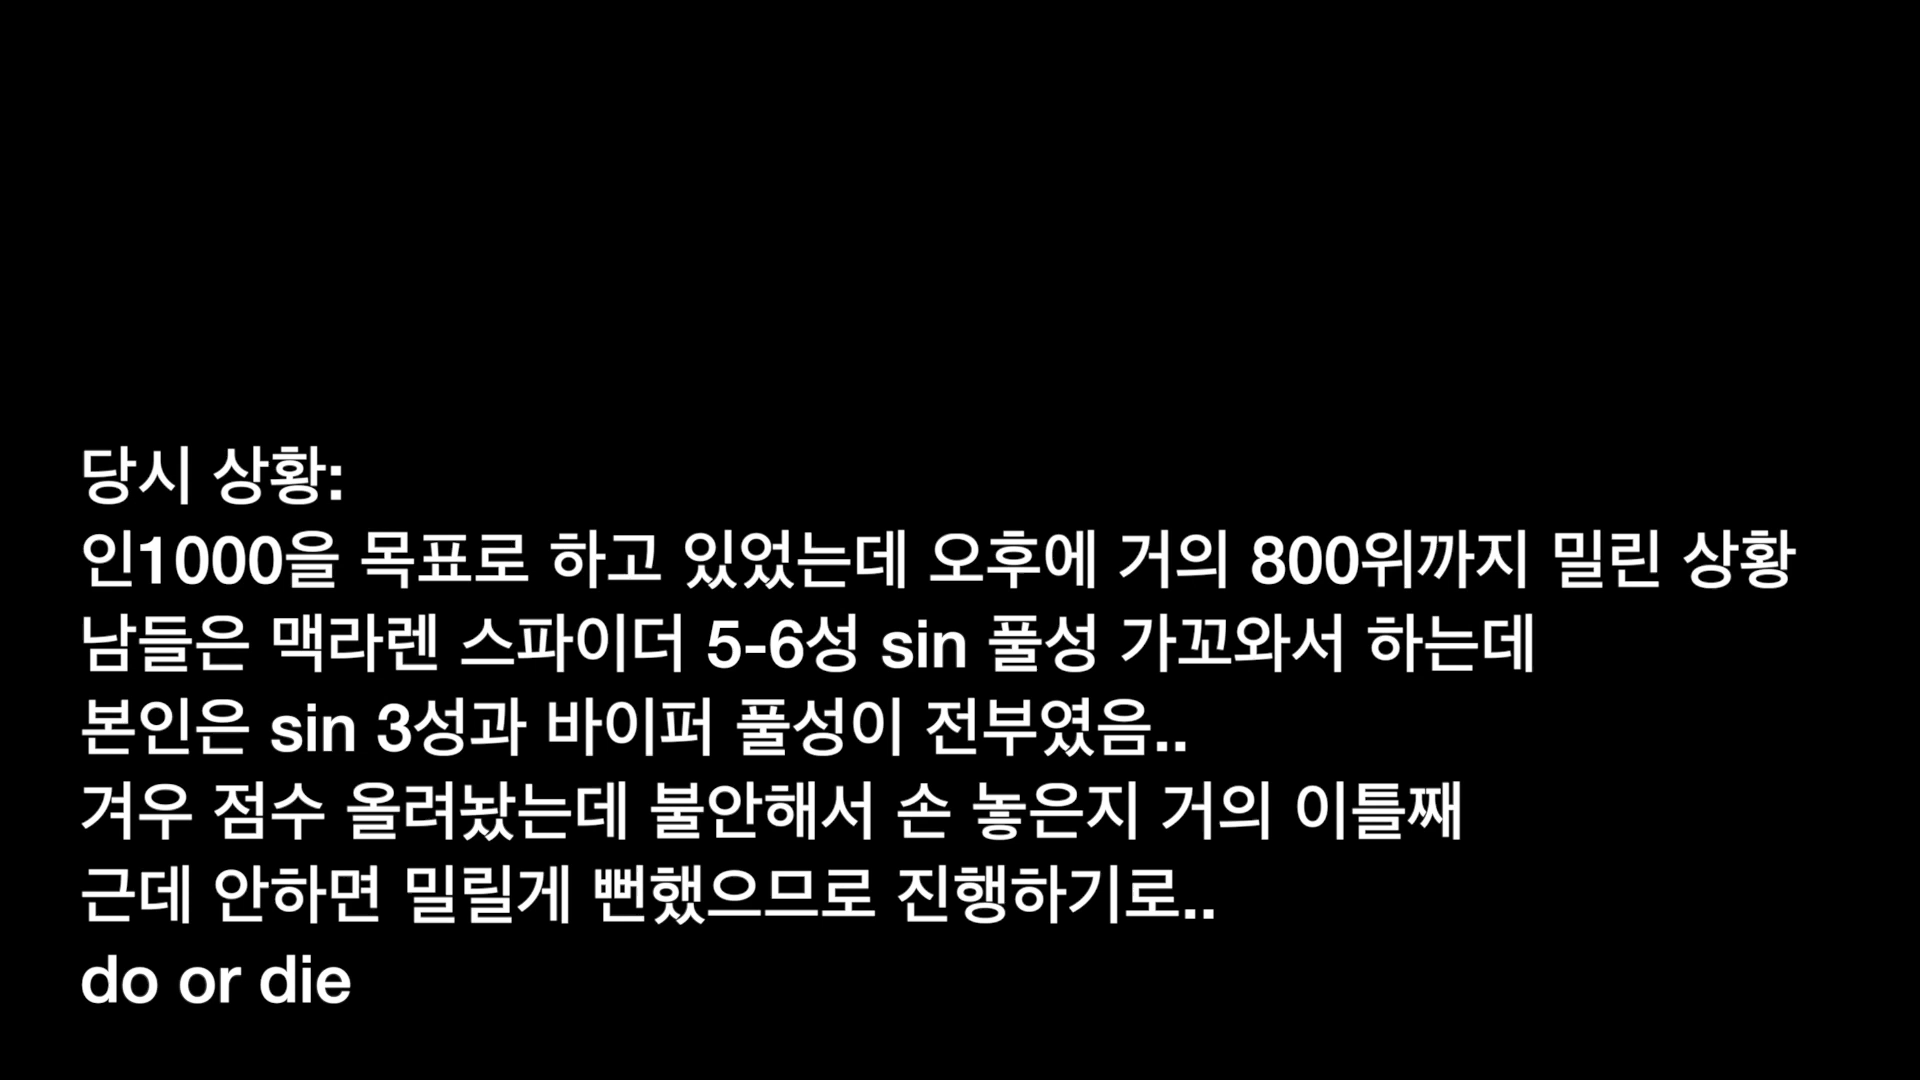 당시 상황:
인1000을 목표로 하고 있었는데 오후에 거의 800위까지 밀린 상황
남들은 맥라렌 스파이더 5-6성 sin 풀성 가꼬와서 하는데
본인은 sin 3성과 바이퍼 풀성이 전부였음..
겨우 점수 올려놨는데 불안해서 손 놓은지 거의 이틀째
근데 안하면 밀릴게 뻔했으므로 진행하기로..
do or die